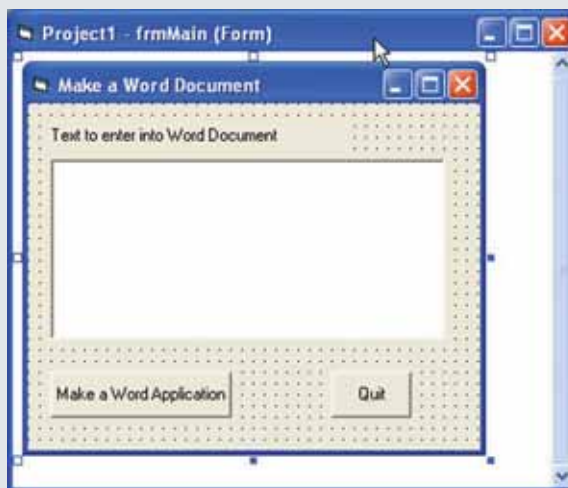 Project1 - frmMain (Form)
Make a Word Document
Text to enter into Word Document
Make a Word Application
Quit